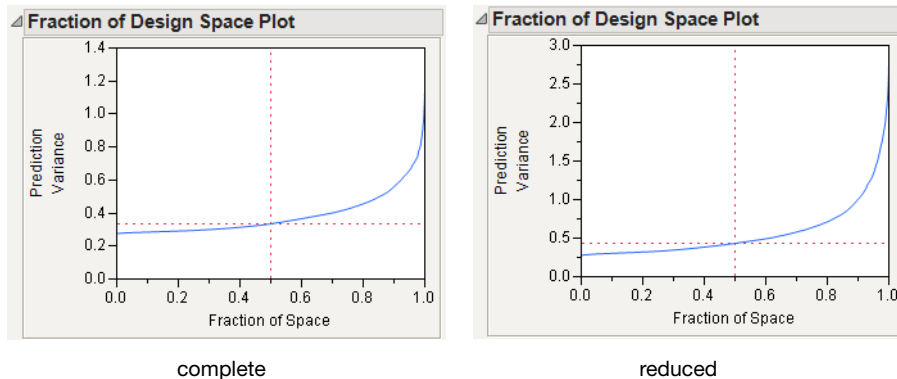 Fraction of Design Space Plot
1.4
1.2
1.0
0.8
0.6
0.4
0.2
0.0
Prediction
Variance
0.0 0.2 0.4 0.6 0.8 1.0
Fraction of Space
complete
Fraction of Design Space Plot
3.0
2.5
2.0
1.5
1.0
0.5
0.0
Prediction
Variance
0.0 0.2 0.4 0.6 0.8 1.0
Fraction of Space
reduced